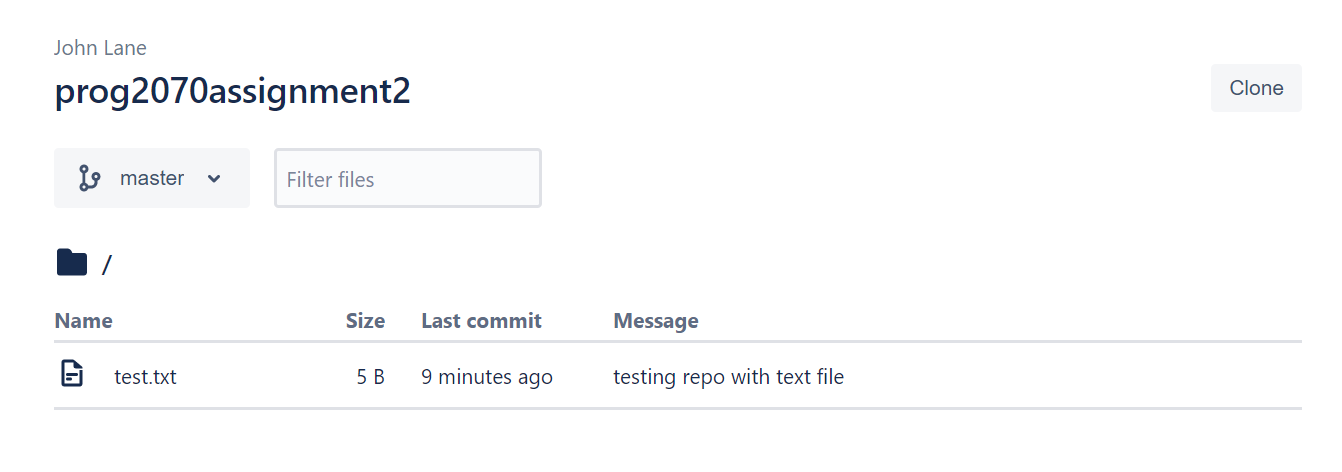 John Lane
prog2070assignment2
Clone
master
Filter files
/
Name Size Last commit Message
test.txt 5 B 9 minutes ago testing repo with text file